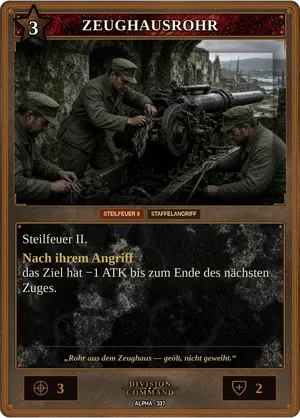 3
ZEUGHAUSROHR
STEILFEUER II
STAFFELANGRIFF
Steilfeuer II.
Nach ihrem Angriff
das Ziel hat −1 ATK bis zum Ende des nächsten
Zuges.
„Rohr aus dem Zeughaus — geölt, nicht geweiht.“
3
DIVISION
COMMAND
ALPHA · 337
2